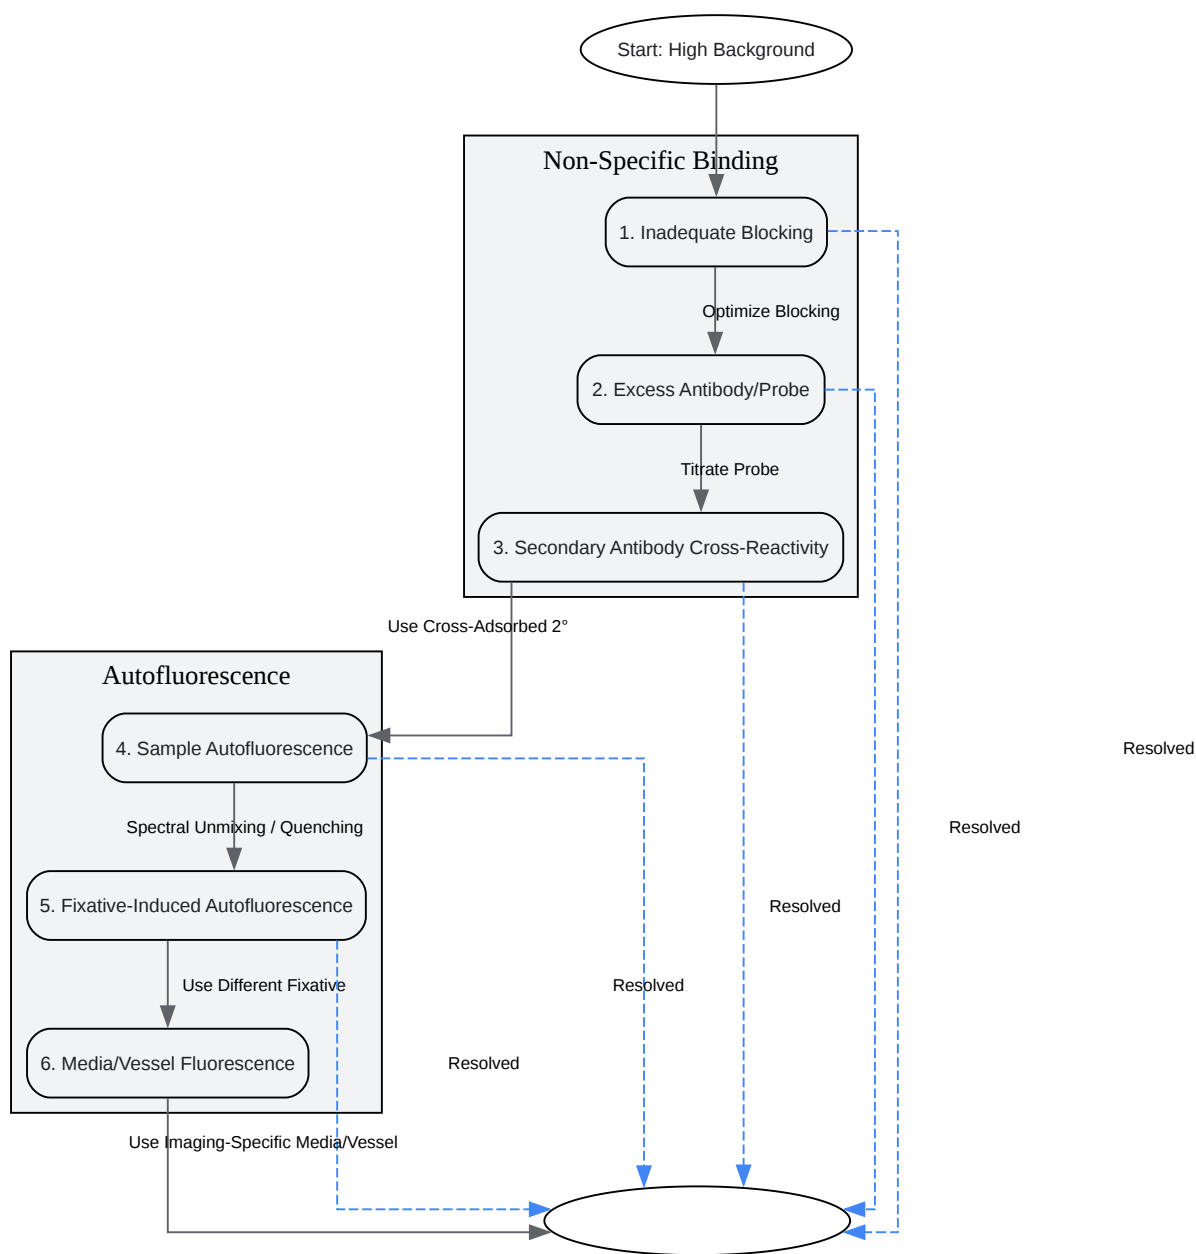 Start: High Background
Non-Specific Binding
1. Inadequate Blocking
Optimize Blocking
2. Excess Antibody/Probe
Titrate Probe
3. Secondary Antibody Cross-Reactivity
Use Cross-Adsorbed 2°
Autofluorescence
4. Sample Autofluorescence
Resolved
Spectral Unmixing / Quenching
Resolved
5. Fixative-Induced Autofluorescence
Resolved
Use Different Fixative
Resolved
6. Media/Vessel Fluorescence
Resolved
Use Imaging-Specific Media/Vessel